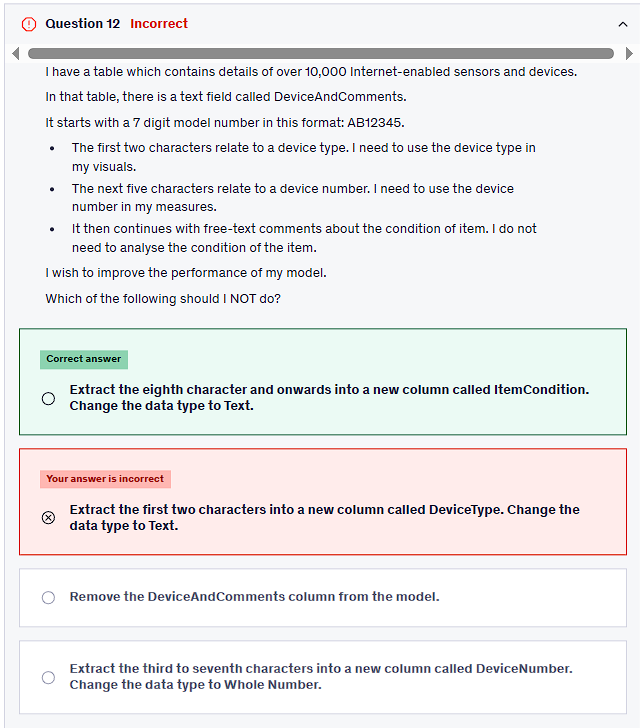 Question 12 Incorrect
I have a table which contains details of over 10,000 Internet-enabled sensors and devices.
In that table, there is a text field called DeviceAndComments.
It starts with a 7 digit model number in this format: AB12345.
• The first two characters relate to a device type. I need to use the device type in
my visuals.
• The next five characters relate to a device number. I need to use the device
number in my measures.
• It then continues with free-text comments about the condition of item. I do not
need to analyse the condition of the item.
I wish to improve the performance of my model.
Which of the following should I NOT do?
Correct answer
Extract the eighth character and onwards into a new column called ItemCondition.
Change the data type to Text.
Your answer is incorrect
Extract the first two characters into a new column called DeviceType. Change the
data type to Text.
Remove the DeviceAndComments column from the model.
Extract the third to seventh characters into a new column called DeviceNumber.
Change the data type to Whole Number.